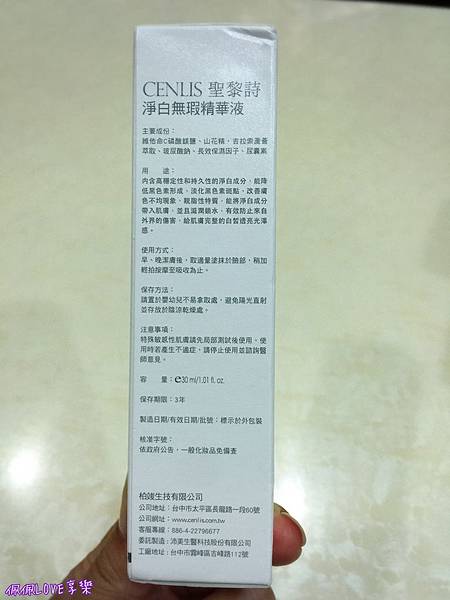 CENLIS 聖黎詩
淨白無瑕精華液
主要成份：
維他命C磷酸鎂鹽、山花精，吉拉索蘆薈
萃取、玻尿酸鈉、長效保濕因子、尿囊素
用　　途：
內含高穩定性和持久性的淨白成分，能降
低黑色素形成、淡化黑色素斑點、改善膚
色不均現象，親脂性特質，能將淨白成分
帶入肌膚，並且滋潤鎖水，有效防止來自
外界的傷害，給肌膚完整的白皙透亮光澤
感。
使用方式：
早、晚潔膚後，取適量塗抹於臉部，稍加
輕拍按摩至吸收為止。
保存方法：
請置於嬰幼兒不易拿取處，避免陽光直射
並存放於陰涼乾燥處。
注意事項：
特殊敏感性肌膚請先局部測試後使用，使
用時若產生不適症，請停止使用並諮詢醫
師意見。
容　　量：℮30 ml/1.01 fl. oz.
保存期限：3年
製造日期/有效日期/批號：標示於外包裝
核准字號：
依政府公告，一般化妝品免備查
柏竣生技有限公司
公司地址：台中市太平區長龍路一段60號
公司網址：www.cenlis.com.tw
客服專線：886-4-22796677
委託製造：沛美生醫科技股份有限公司
工廠地址：台中市霧峰區吉峰路112號
佩佩LOVE享樂